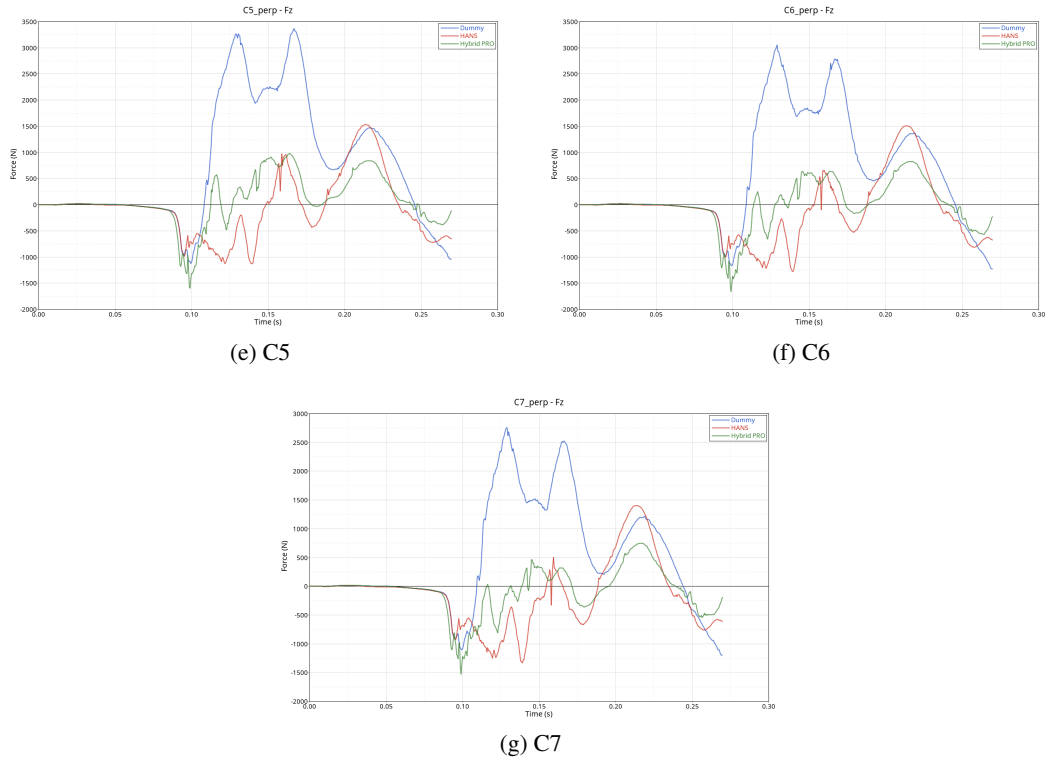 C5_perp - Fz
Dummy
HANS
Hybrid PRO
Force (N)
3500
3000
2500
2000
1500
1000
500
0
-500
-1000
-1500
-2000
0.00 0.05 0.10 0.15 0.20 0.25 0.30
Time (s)
(e) C5
C6_perp - Fz
Dummy
HANS
Hybrid PRO
Force (N)
3500
3000
2500
2000
1500
1000
500
0
-500
-1000
-1500
-2000
0.00 0.05 0.10 0.15 0.20 0.25 0.30
Time (s)
(f) C6
C7_perp - Fz
Dummy
HANS
Hybrid PRO
Force (N)
3000
2500
2000
1500
1000
500
0
-500
-1000
-1500
-2000
0.00 0.05 0.10 0.15 0.20 0.25 0.30
Time (s)
(g) C7